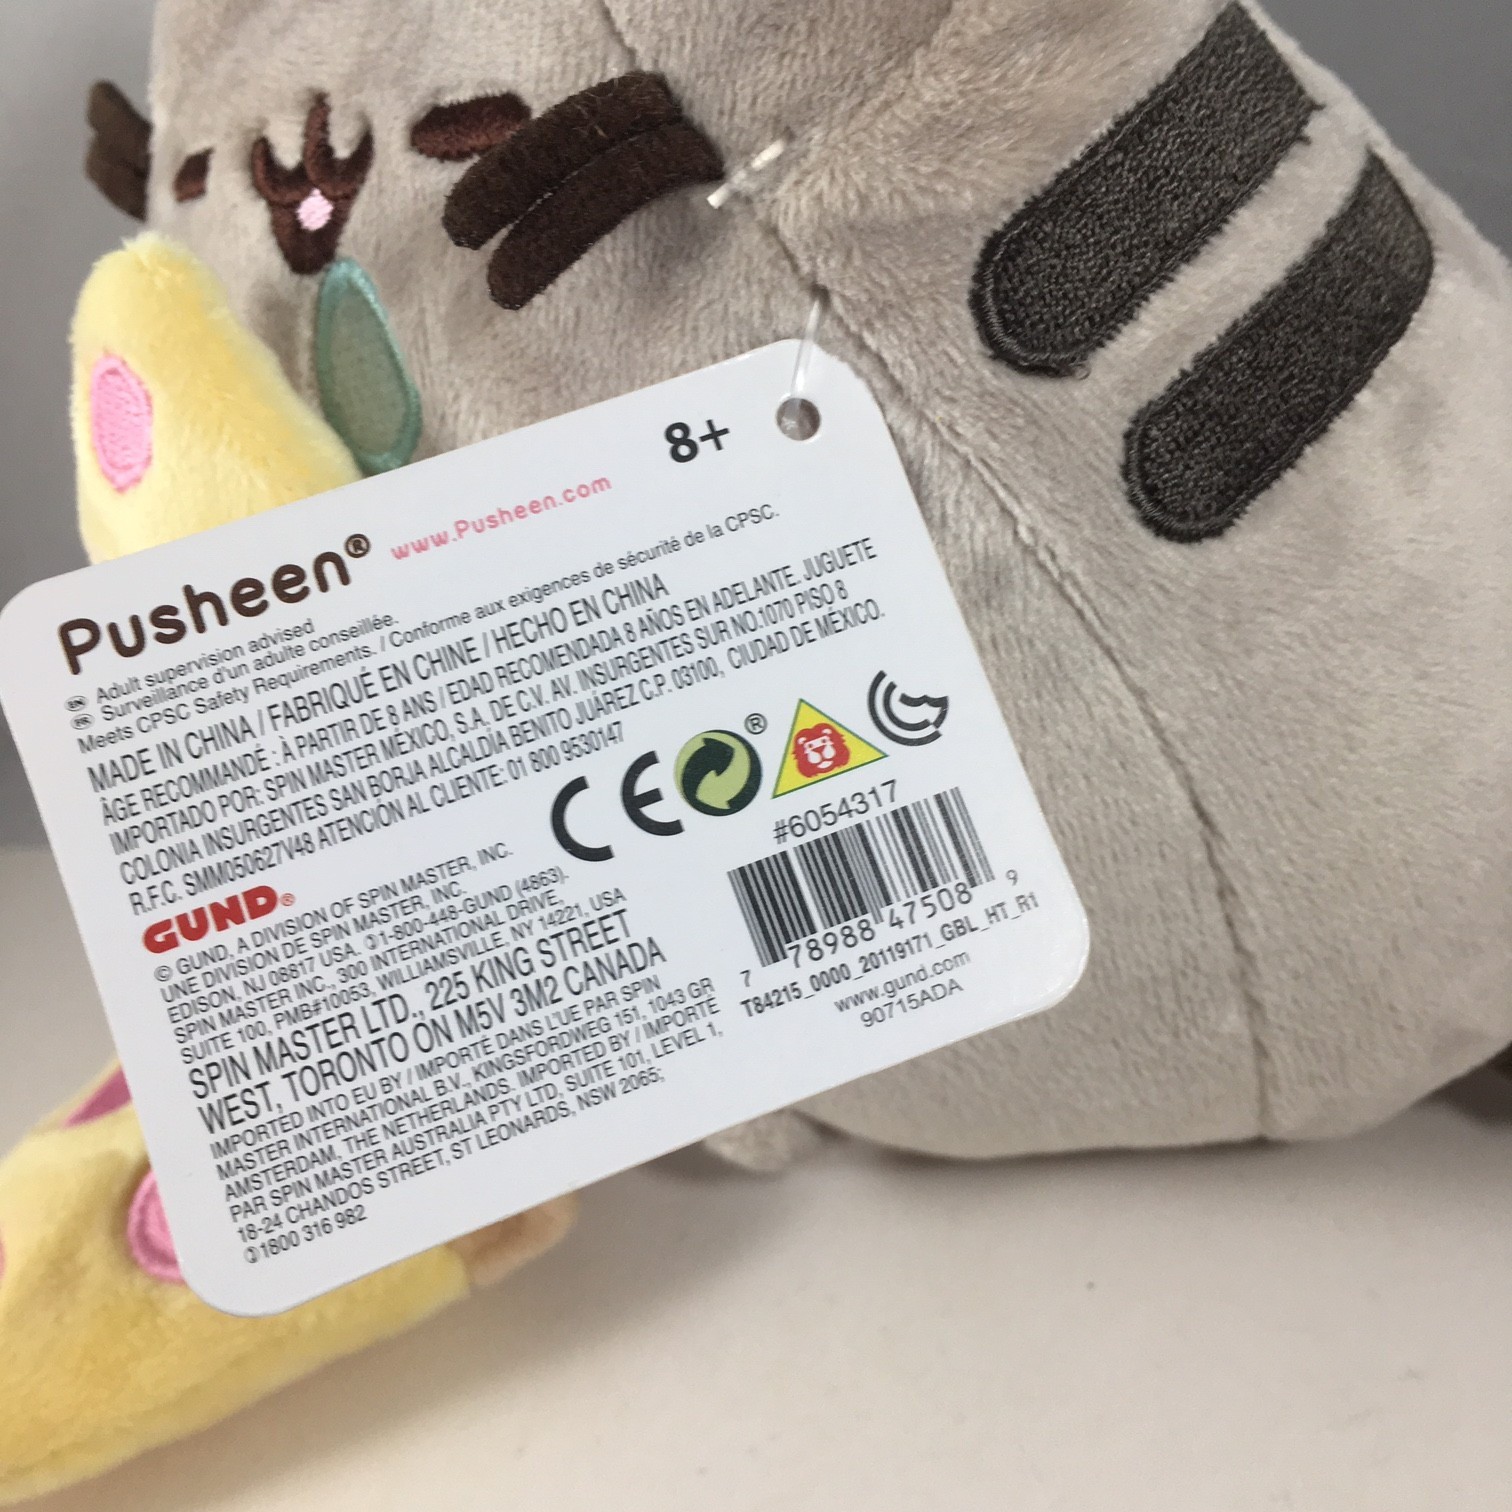 Pusheen® www.Pusheen.com 8+
EN Adult supervision advised
FR Surveillance d'un adulte conseillée.
Meets CPSC Safety Requirements. / Conforme aux exigences de sécurité de la CPSC.
MADE IN CHINA / FABRIQUÉ EN CHINE / HECHO EN CHINA
ÂGE RECOMMANDÉ : À PARTIR DE 8 ANS / EDAD RECOMENDADA 8 AÑOS EN ADELANTE. JUGUETE
IMPORTADO POR: SPIN MASTER MÉXICO, S.A. DE C.V. AV. INSURGENTES SUR NO.1070 PISO 8
COLONIA INSURGENTES SAN BORJA ALCALDÍA BENITO JUÁREZ C.P. 03100, CIUDAD DE MÉXICO.
R.F.C. SMM050627V48 ATENCIÓN AL CLIENTE: 01 800 9530147
GUND®
© GUND, A DIVISION OF SPIN MASTER, INC.
UNE DIVISION DE SPIN MASTER, INC.
EDISON, NJ 08817 USA. 1-800-448-GUND (4863).
SPIN MASTER INC., 300 INTERNATIONAL DRIVE,
SUITE 100, PMB#10053, WILLIAMSVILLE, NY 14221, USA
SPIN MASTER LTD., 225 KING STREET
WEST, TORONTO ON M5V 3M2 CANADA
IMPORTED INTO EU BY / IMPORTÉ DANS L'UE PAR SPIN
MASTER INTERNATIONAL B.V., KINGSFORDWEG 151, 1043 GR
AMSTERDAM, THE NETHERLANDS. IMPORTED BY / IMPORTÉ
PAR SPIN MASTER AUSTRALIA PTY LTD, SUITE 101, LEVEL 1,
18-24 CHANDOS STREET, ST LEONARDS, NSW 2065;
1800 316 982
CE ®
#6054317
7 78988 47508 9
T84215_0000_20119171_GBL_HT_R1
www.gund.com
90715ADA